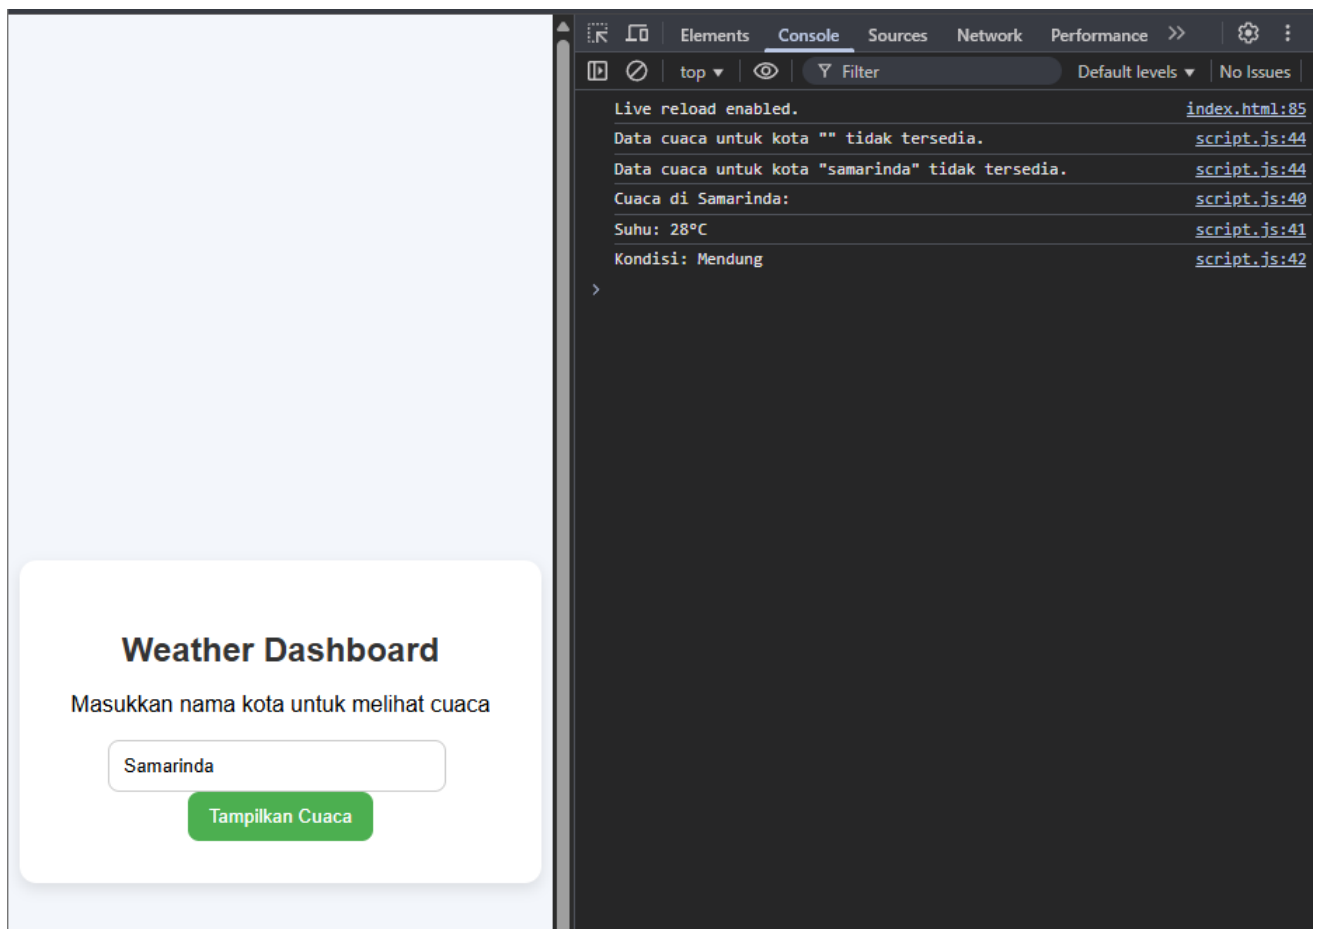 Elements Console Sources Network Performance
top Filter Default levels No Issues
Live reload enabled. index.html:85
Data cuaca untuk kota "" tidak tersedia. script.js:44
Data cuaca untuk kota "samarinda" tidak tersedia. script.js:44
Cuaca di Samarinda: script.js:40
Suhu: 28°C script.js:41
Kondisi: Mendung script.js:42
Weather Dashboard
Masukkan nama kota untuk melihat cuaca
Samarinda
Tampilkan Cuaca